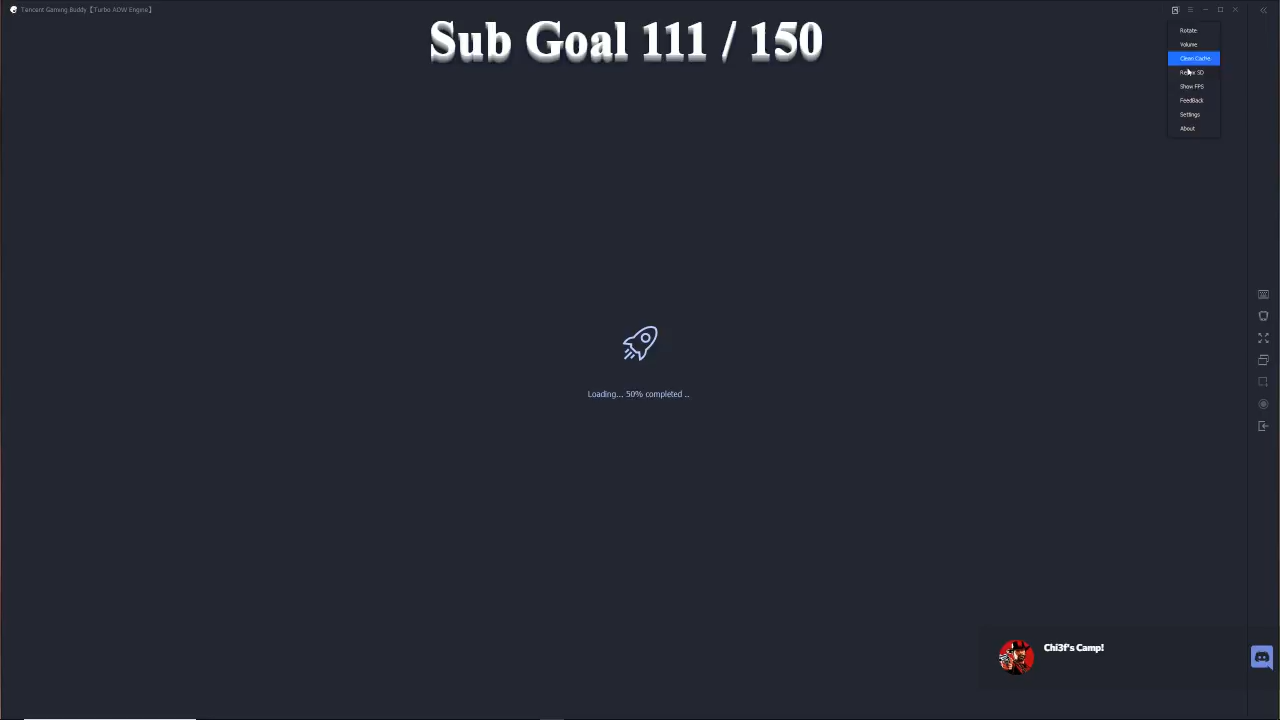 Tencent Gaming Buddy【Turbo AOW Engine】
Sub Goal 111 / 150
Rotate
Volume
Clean Cache
SD
Show FPS
FeedBack
Settings
About
Loading... 50% completed ..
Chi3f's Camp!